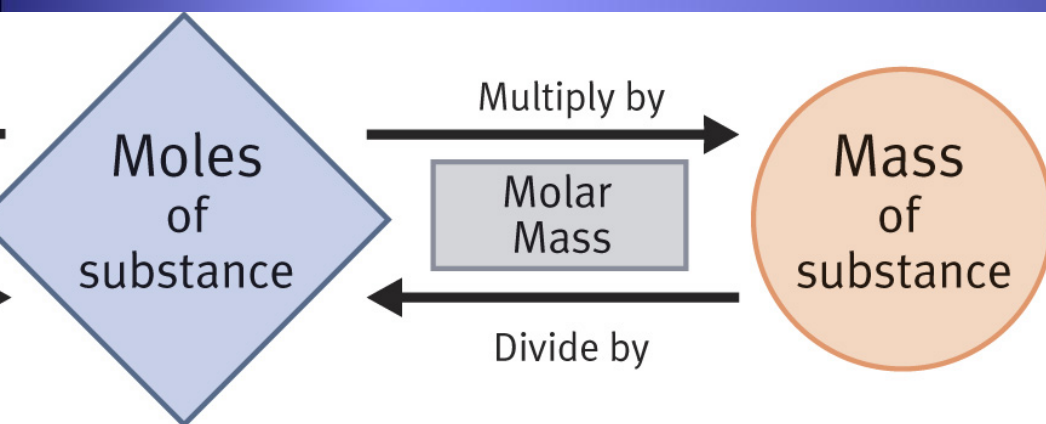 Moles
of
substance
Multiply by
Molar
Mass
Divide by
Mass
of
substance